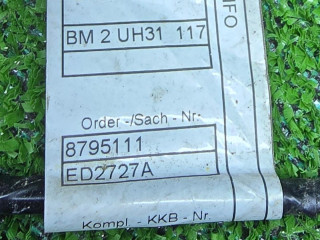 BM 2 UH31 117
Order -/Sach - Nr.
8795111
ED2727A
Kompl. - KKB - Nr.